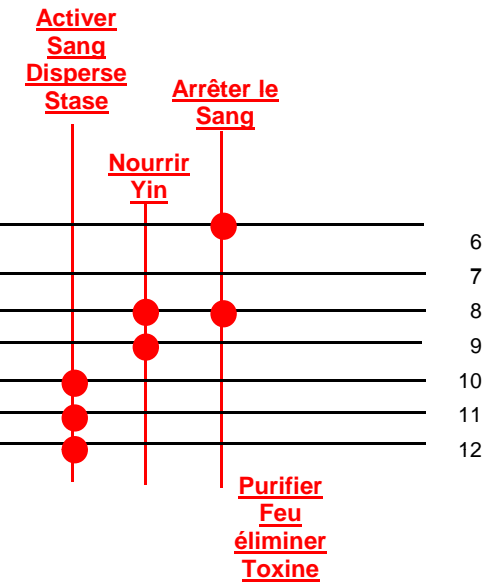 Activer
Sang
Disperse
Stase
Arrêter le
Sang
Nourrir
Yin
6
7
8
9
10
11
12
Purifier
Feu
éliminer
Toxine